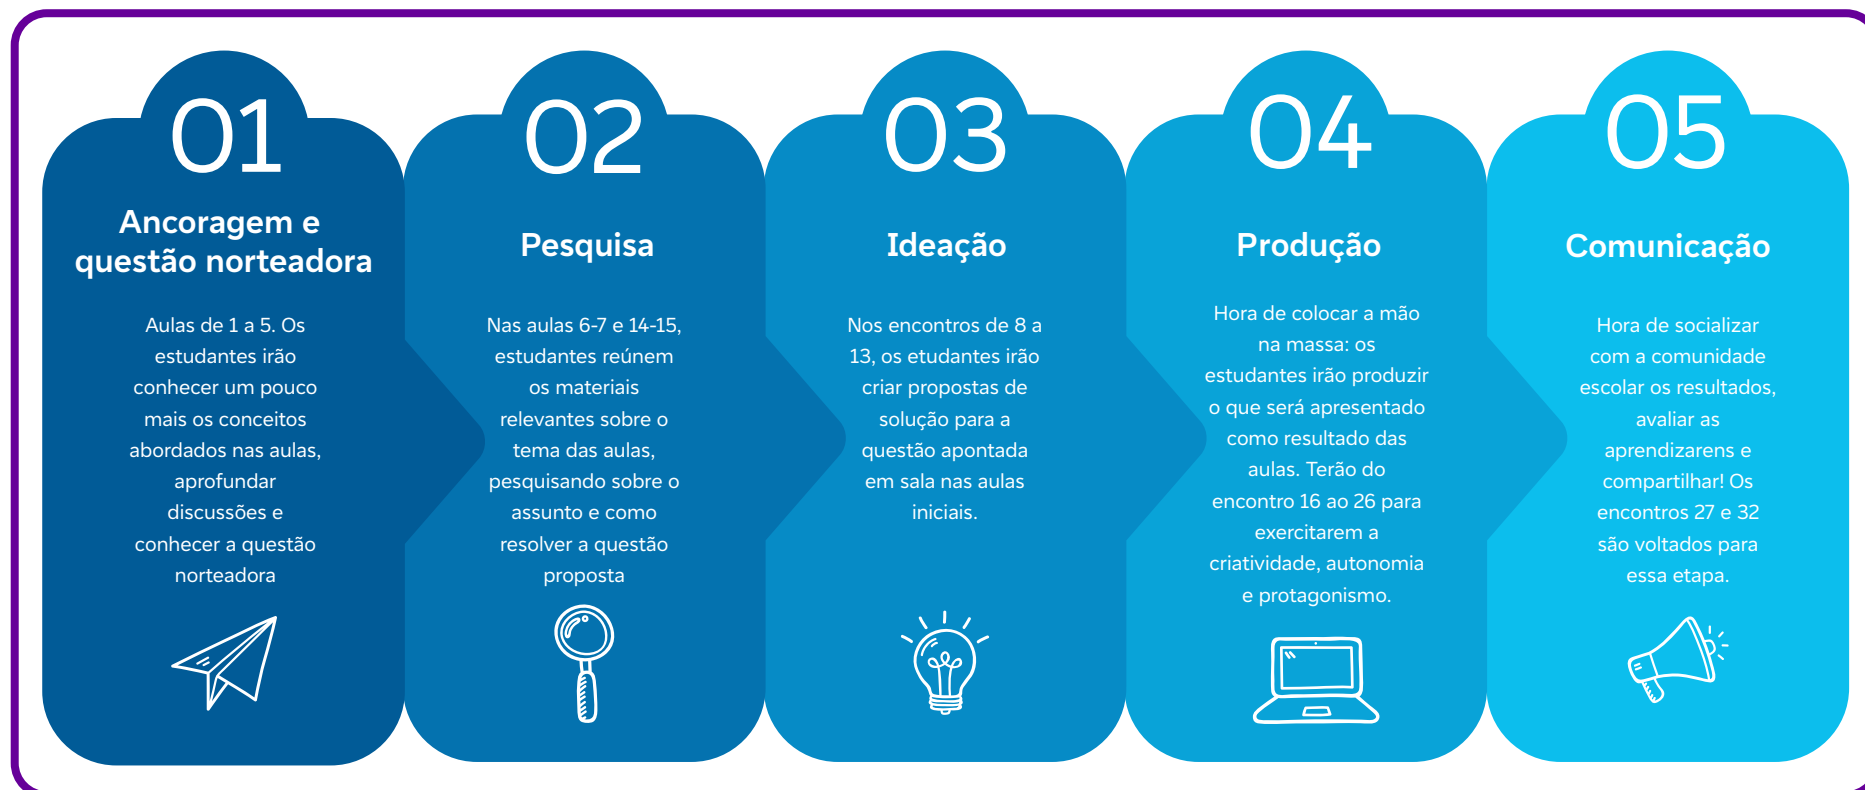 01
Ancoragem e
questão norteadora
Aulas de 1 a 5. Os
estudantes irão
conhecer um pouco
mais os conceitos
abordados nas aulas,
aprofundar
discussões e
conhecer a questão
norteadora
02
Pesquisa
Nas aulas 6-7 e 14-15,
estudantes reúnem
os materiais
relevantes sobre o
tema das aulas,
pesquisando sobre o
assunto e como
resolver a questão
proposta
03
Ideação
Nos encontros de 8 a
13, os etudantes irão
criar propostas de
solução para a
questão apontada
em sala nas aulas
iniciais.
04
Produção
Hora de colocar a mão
na massa: os
estudantes irão produzir
o que será apresentado
como resultado das
aulas. Terão do
encontro 16 ao 26 para
exercitarem a
criatividade, autonomia
e protagonismo.
05
Comunicação
Hora de socializar
com a comunidade
escolar os resultados,
avaliar as
aprendizarens e
compartilhar! Os
encontros 27 e 32
são voltados para
essa etapa.